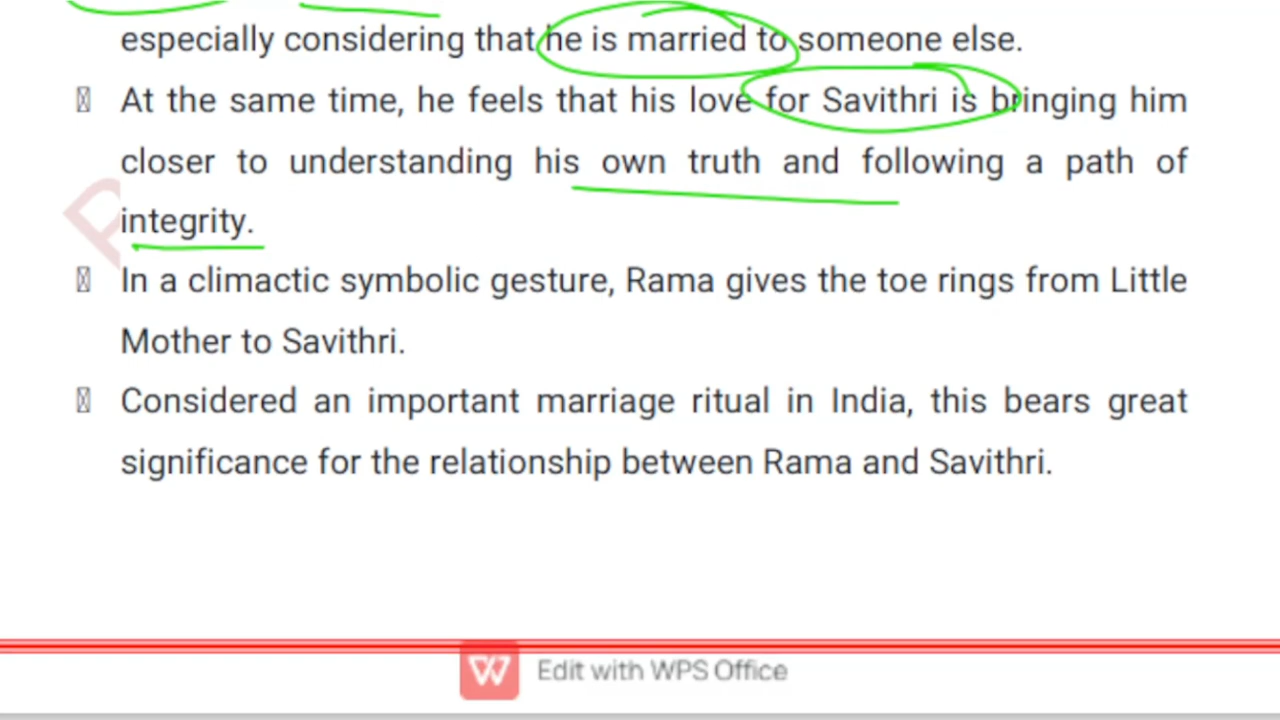 especially considering that he is married to someone else.
At the same time, he feels that his love for Savithri is bringing him
closer to understanding his own truth and following a path of
integrity.
In a climactic symbolic gesture, Rama gives the toe rings from Little
Mother to Savithri.
Considered an important marriage ritual in India, this bears great
significance for the relationship between Rama and Savithri.
Edit with WPS Office